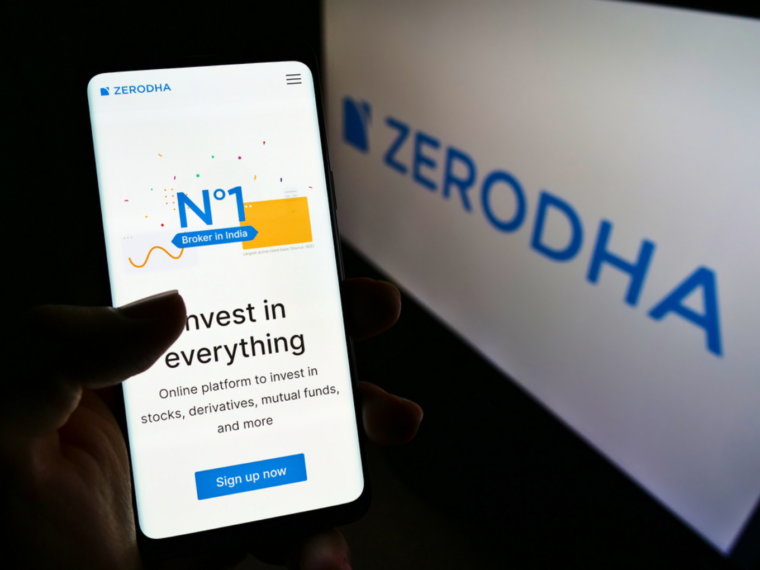 ZERODHA
N°1
Broker in India
nvest in
everything
Online platform to invest in
stocks, derivatives, mutual funds,
and more
Sign up now
ZERODHA